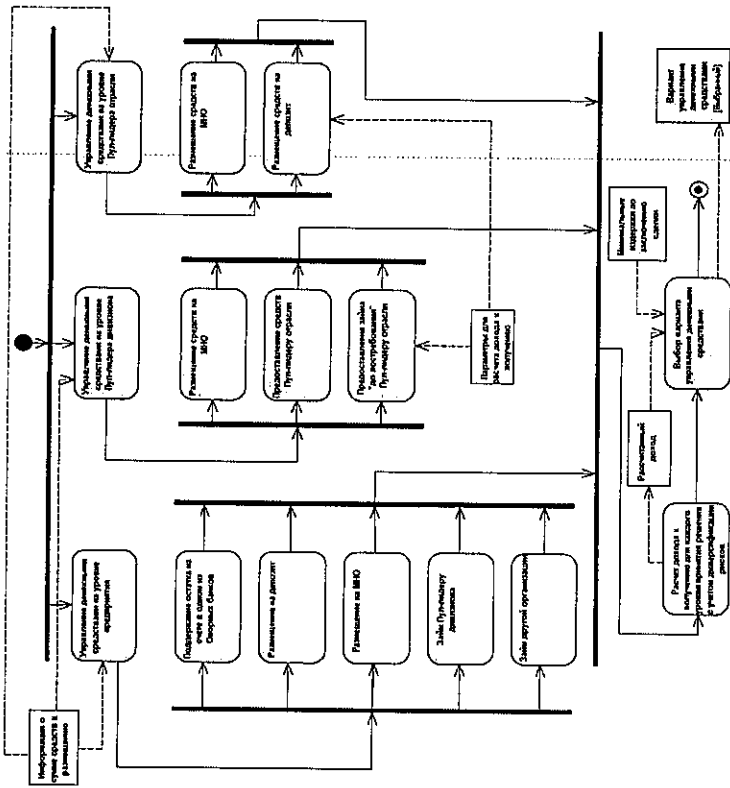 Информация о
сумме средств к
размещению
Управление денежными
средствами на уровне
предприятия
Управление денежными
средствами на уровне
Пул-лидера дивизиона
Управление денежными
средствами на уровне
Пул-лидера отрасли
Поддержание остатка на
счете в одном из
Опорных банков
Размещение на депозит
Размещение на МНО
Займ Пул-лидеру
дивизиона
Займ другой организации
Размещение средств на
МНО
Предоставление средств
Пул-лидеру отрасли
Предоставление займа
"до востребования"
Пул-лидеру отрасли
Размещение средств на
МНО
Размещение средств на
депозит
Параметры для
расчета дохода к
получению
Расчет дохода к
получению для каждого
уровня принятия решения
с учетом диверсификации
рисков
Рассчитанный
доход
Выбор варианта
управления денежными
средствами
Минимальные
издержки по
заключению
сделки
Вариант
управления
денежными
средствами
[Выбранный]